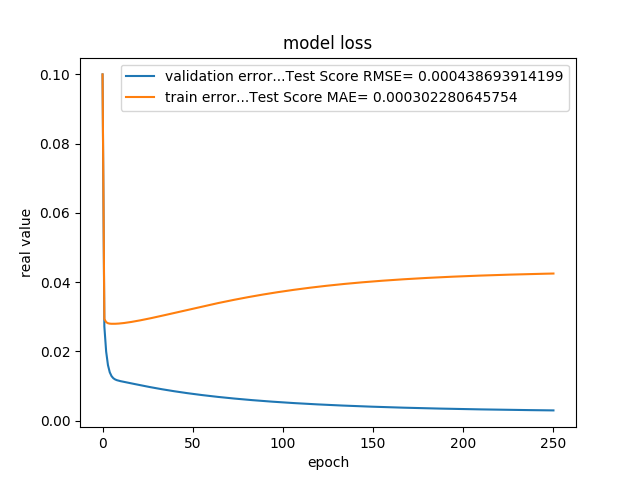 model loss
validation error...Test Score RMSE= 0.000438693914199
train error...Test Score MAE= 0.000302280645754
real value
0.10
0.08
0.06
0.04
0.02
0.00
0 50 100 150 200 250
epoch